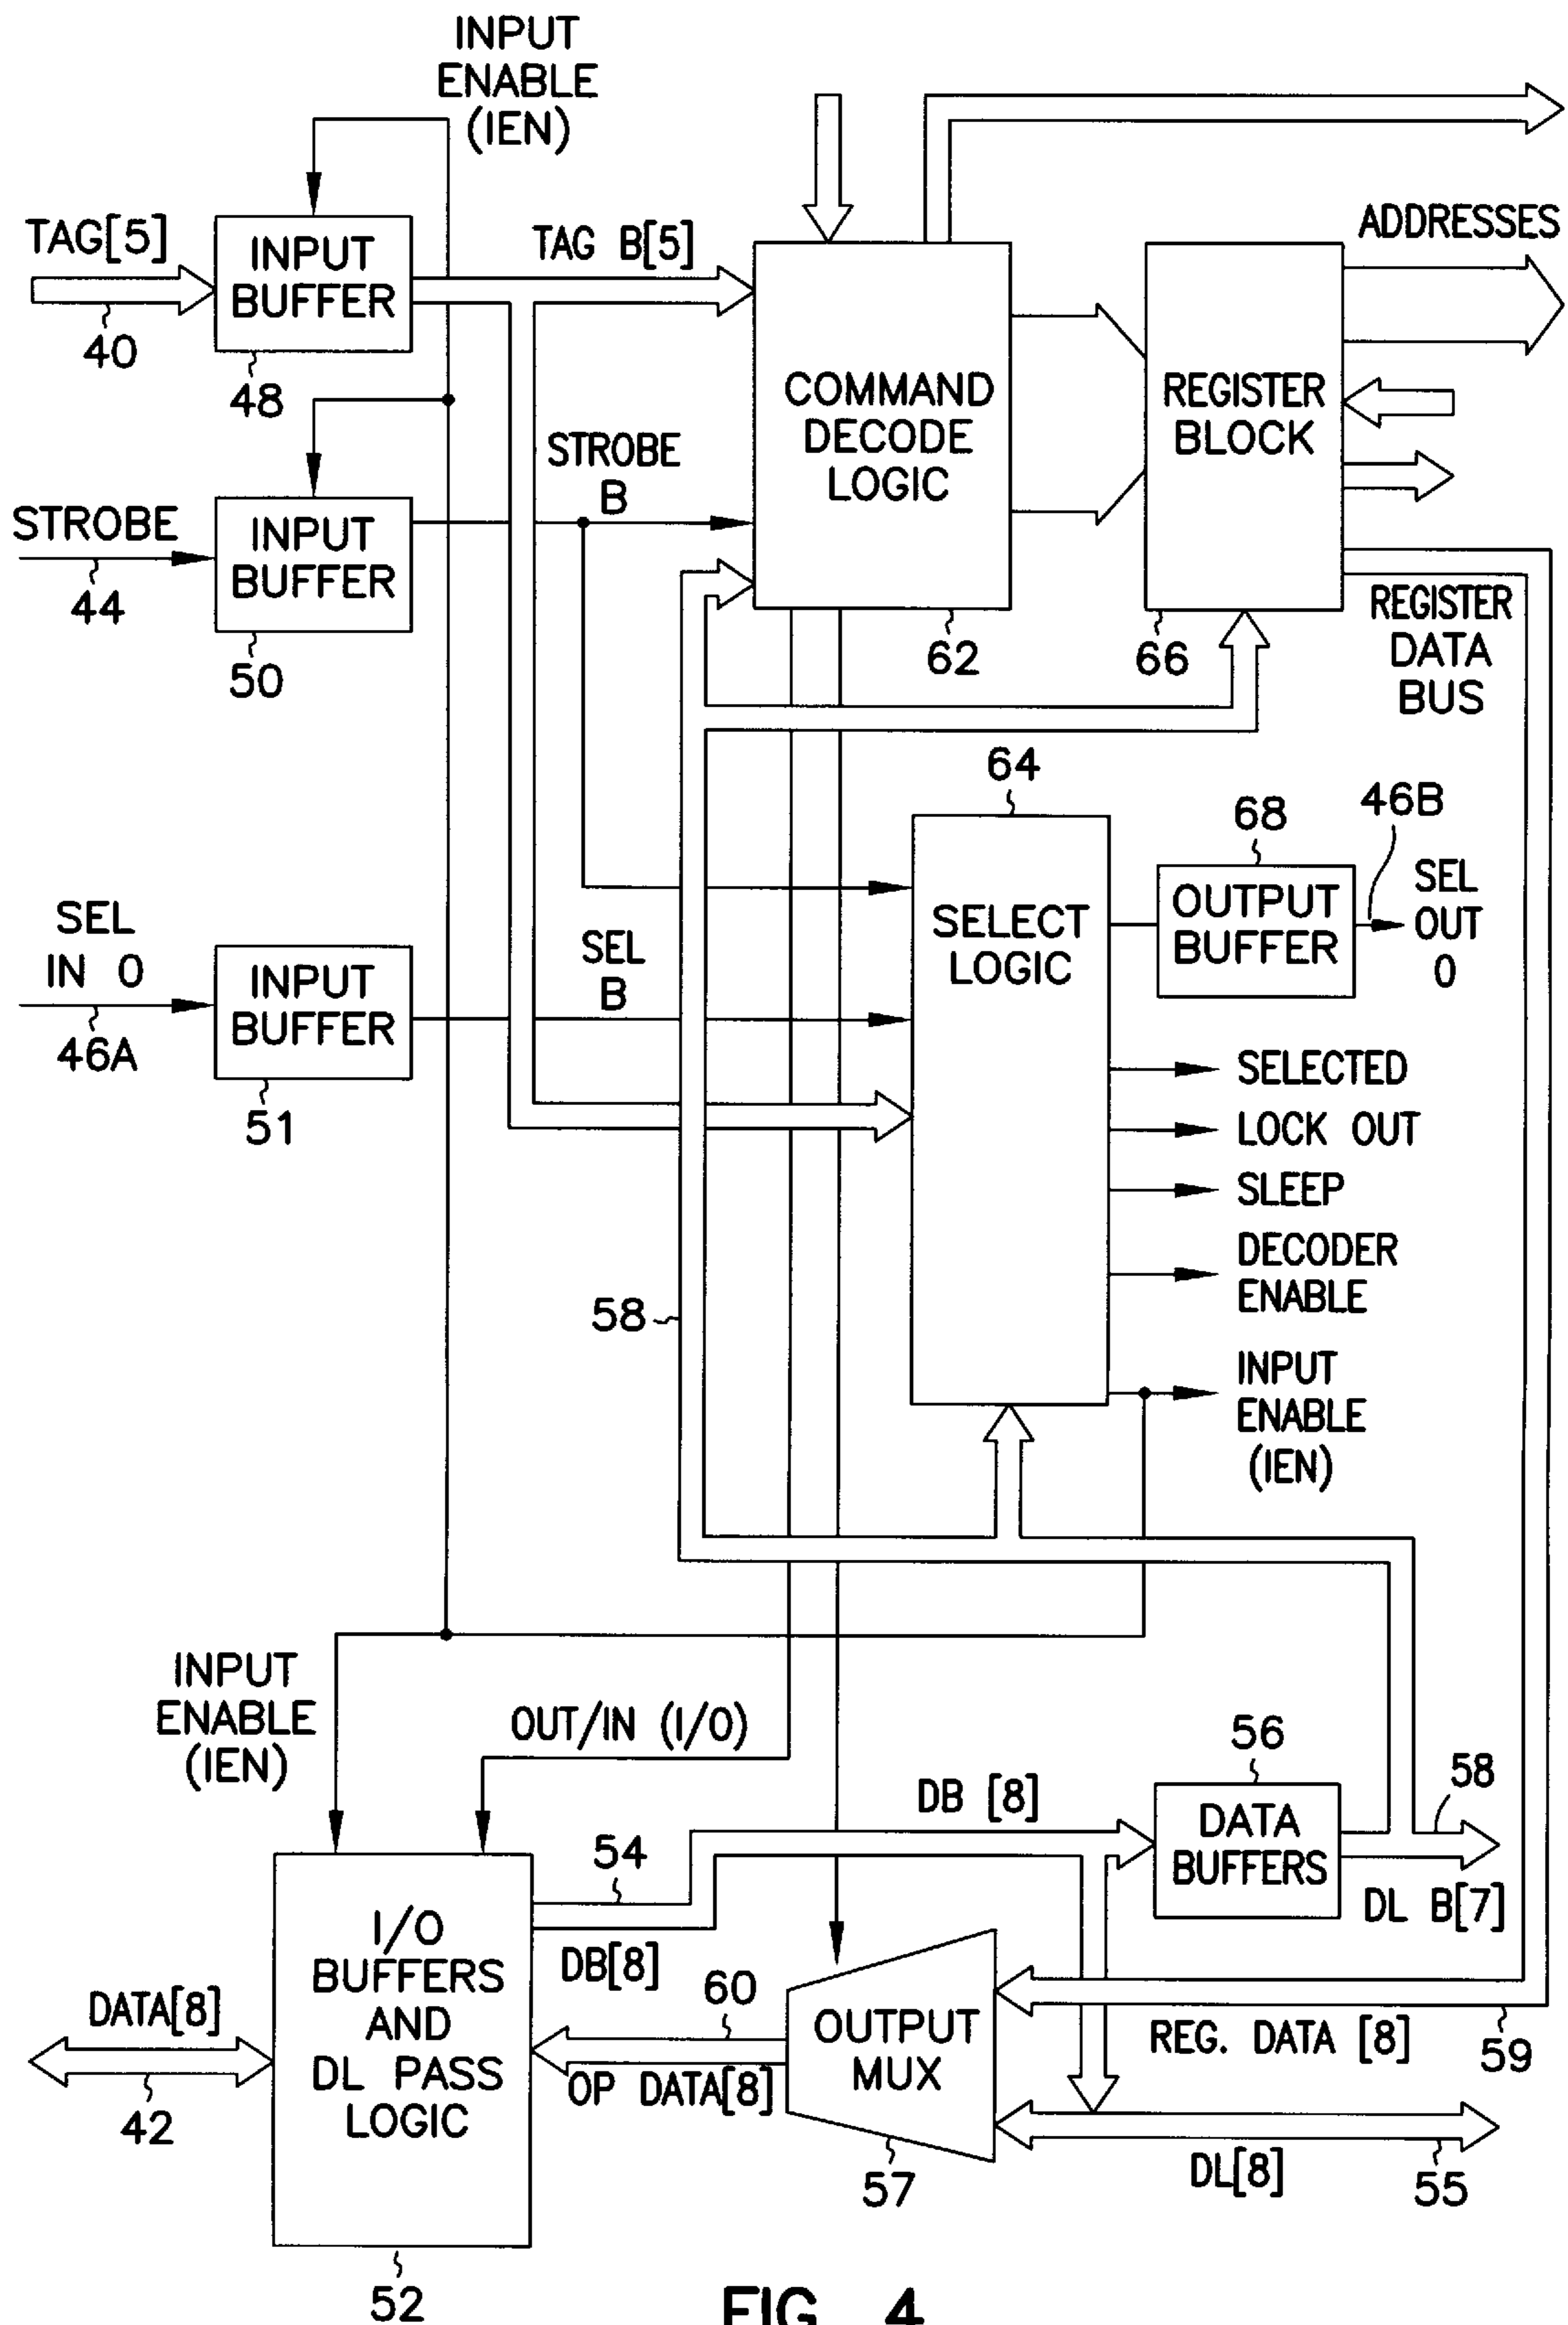 INPUT
ENABLE
(IEN)
TAG[5]
40
INPUT
BUFFER
48
TAG B[5]
COMMAND
DECODE
LOGIC
62
REGISTER
BLOCK
66
ADDRESSES
STROBE
44
INPUT
BUFFER
50
STROBE
B
REGISTER
DATA
BUS
64
SELECT
LOGIC
68
OUTPUT
BUFFER
46B
SEL
OUT
0
SEL
IN 0
46A
INPUT
BUFFER
51
SEL
B
SELECTED
LOCK OUT
SLEEP
DECODER
ENABLE
INPUT
ENABLE
(IEN)
58
INPUT
ENABLE
(IEN)
OUT/IN (I/O)
DB [8]
56
DATA
BUFFERS
58
DL B[7]
54
DB[8]
I/O
BUFFERS
AND
DL PASS
LOGIC
52
DATA[8]
42
60
OP DATA[8]
OUTPUT
MUX
57
REG. DATA [8]
59
DL[8]
55
FIG. 4